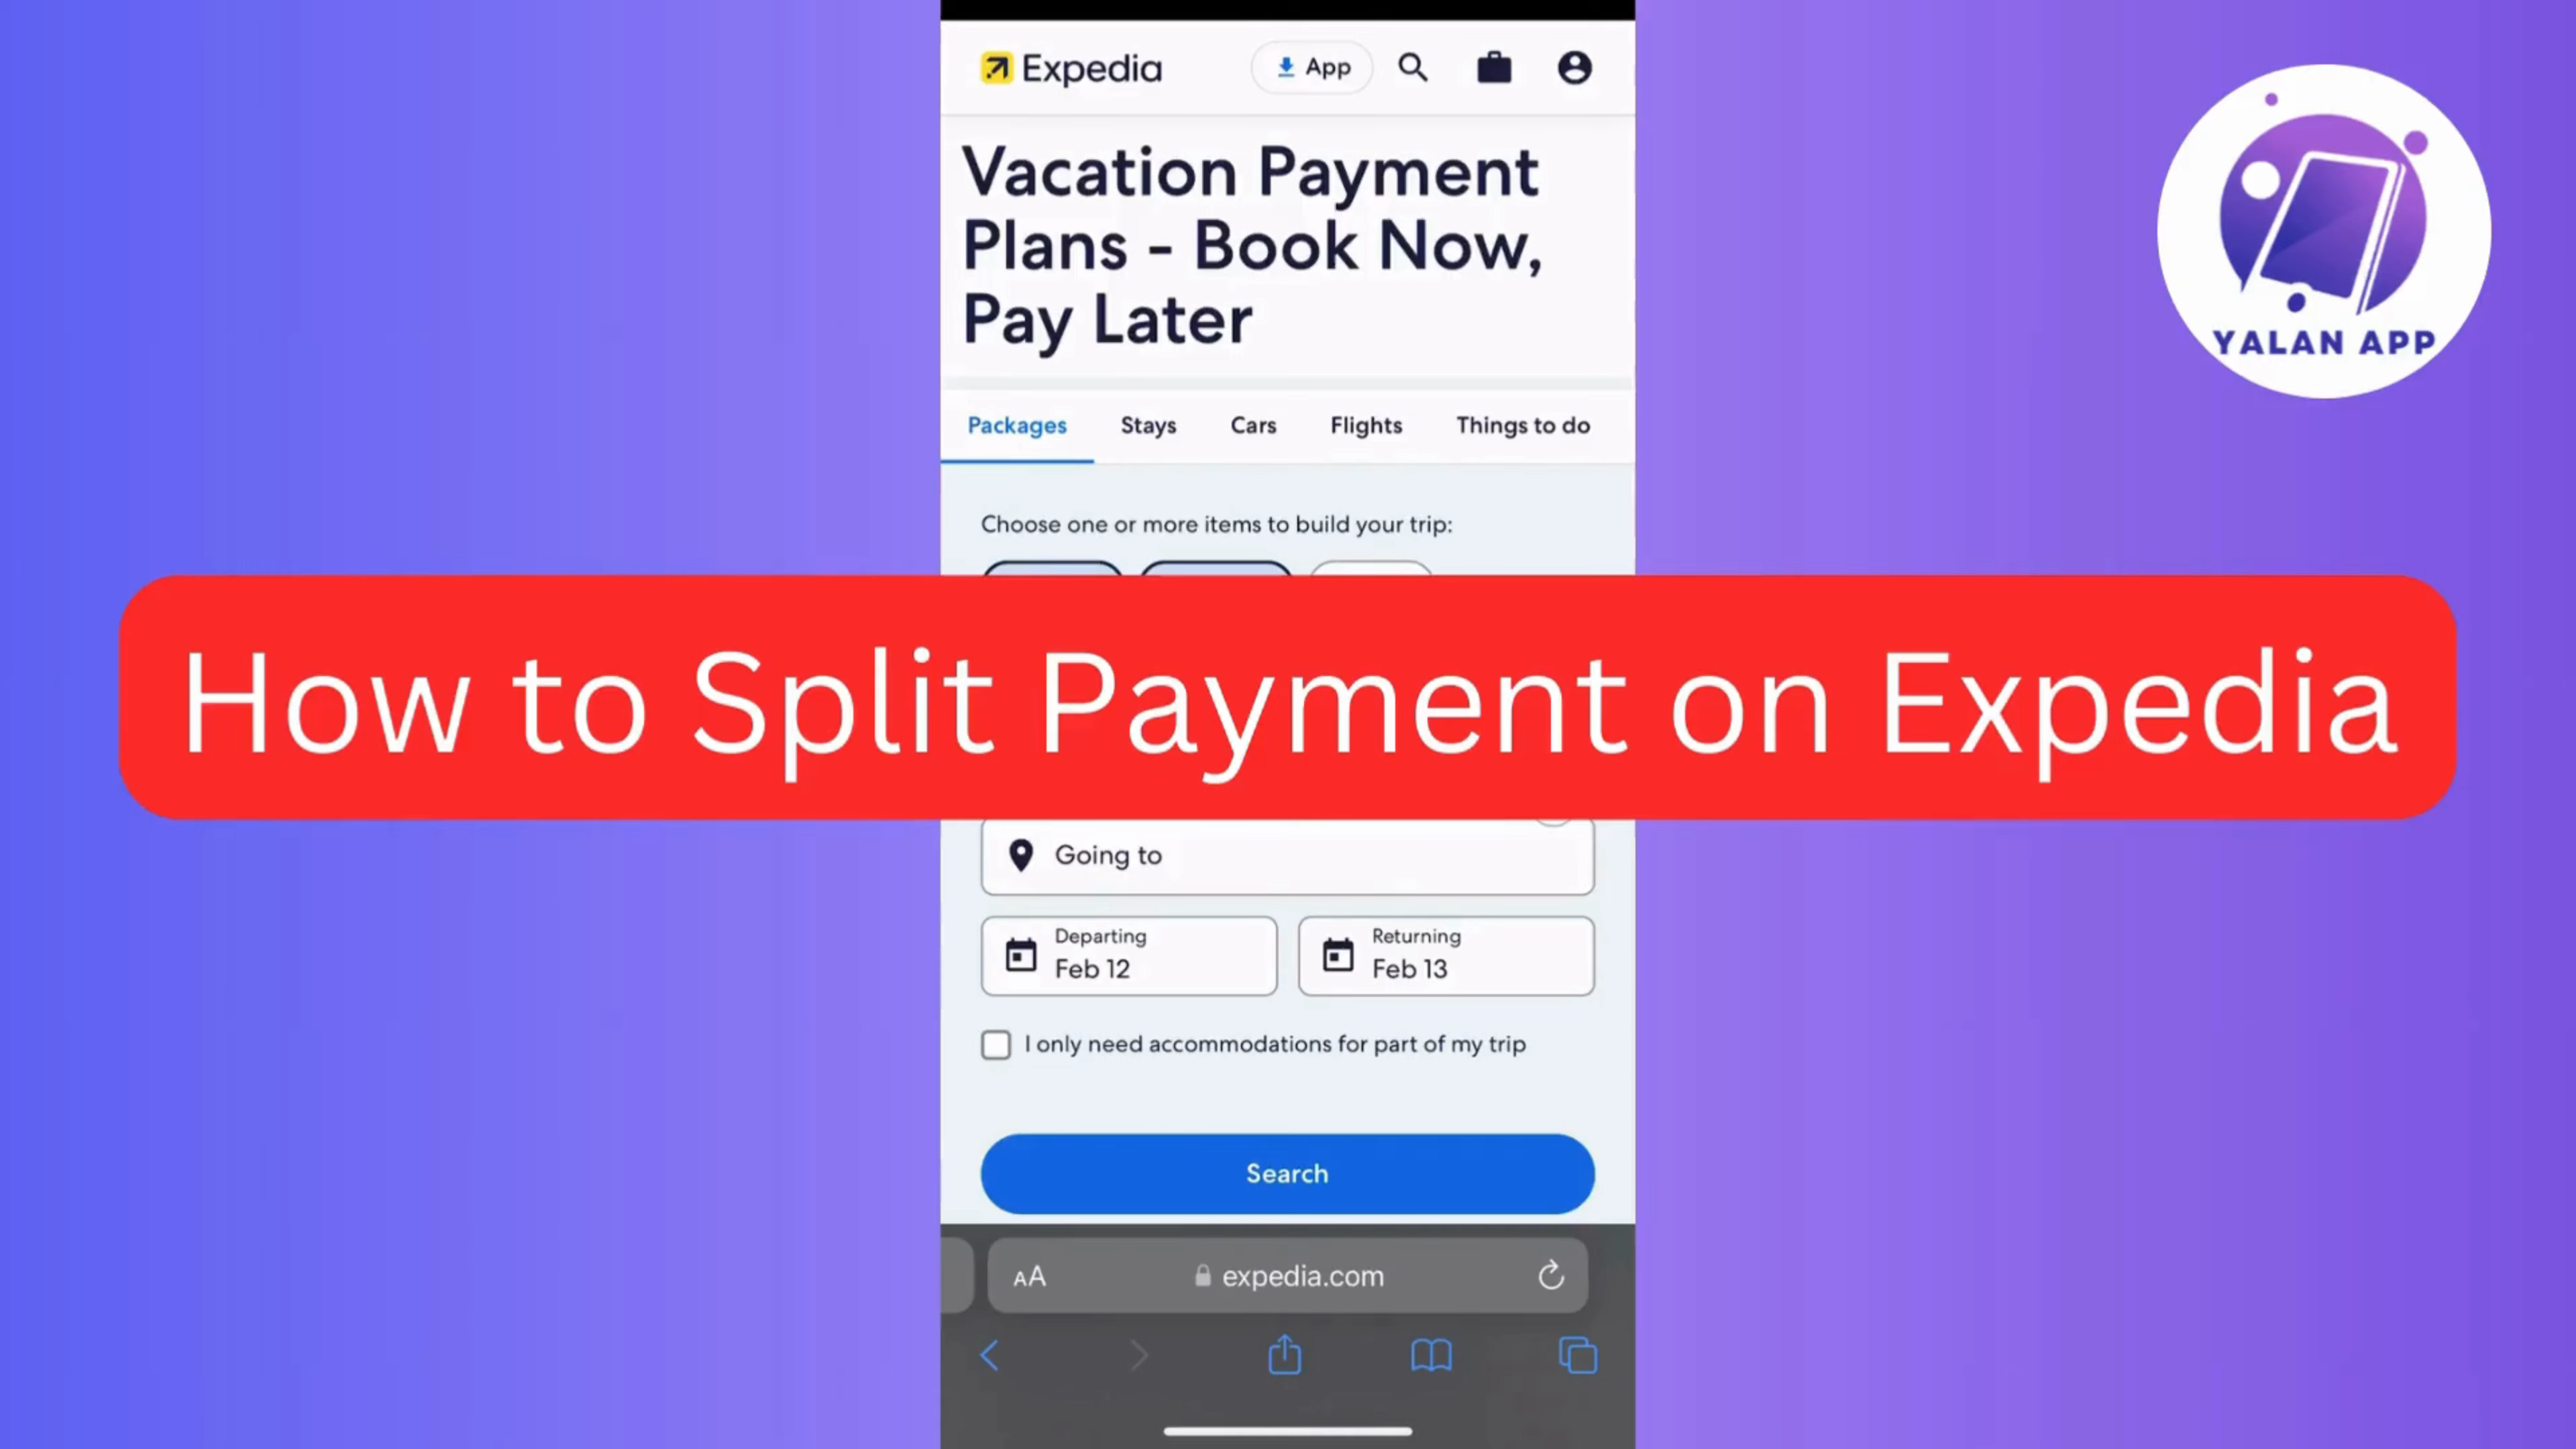 Expedia
App
Vacation Payment
Plans - Book Now,
Pay Later
Packages
Stays
Cars
Flights
Things to do
Choose one or more items to build your trip:
How to Split Payment on Expedia
Going to
Departing
Feb 12
Returning
Feb 13
I only need accommodations for part of my trip
Search
AA
expedia.com
YALAN APP